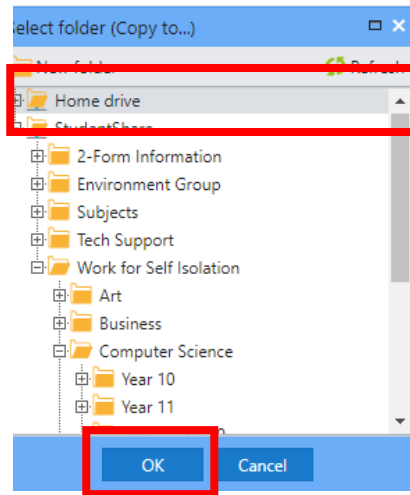 elect folder (Copy to...)
New folder Refresh
Home drive
StudentShare
2-Form Information
Environment Group
Subjects
Tech Support
Work for Self Isolation
Art
Business
Computer Science
Year 10
Year 11
OK Cancel